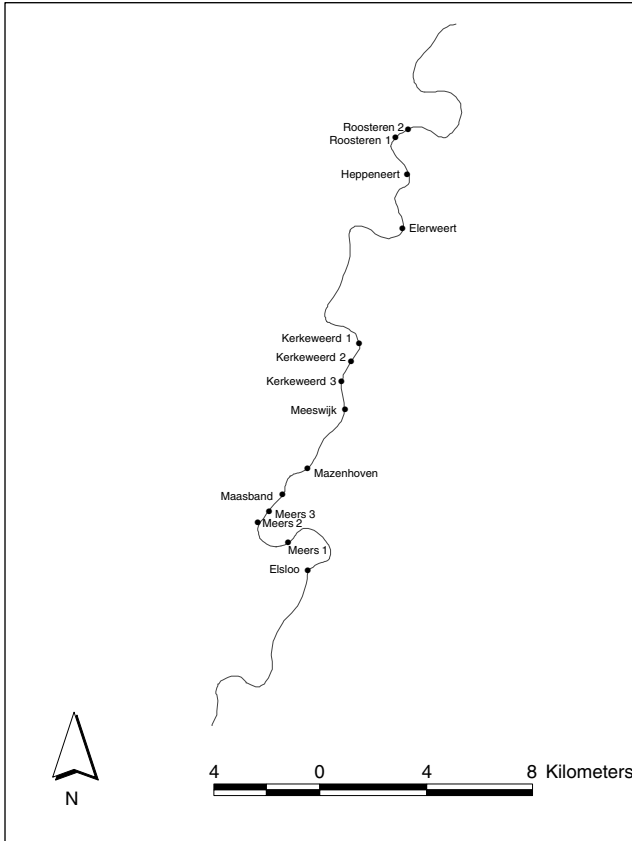 Roosteren 2
Roosteren 1
Heppeneert
Elerweert
Kerkeweerd 1
Kerkeweerd 2
Kerkeweerd 3
Meeswijk
Mazenhoven
Maasband
Meers 3
Meers 2
Meers 1
Elsloo
N
4 0 4 8 Kilometers